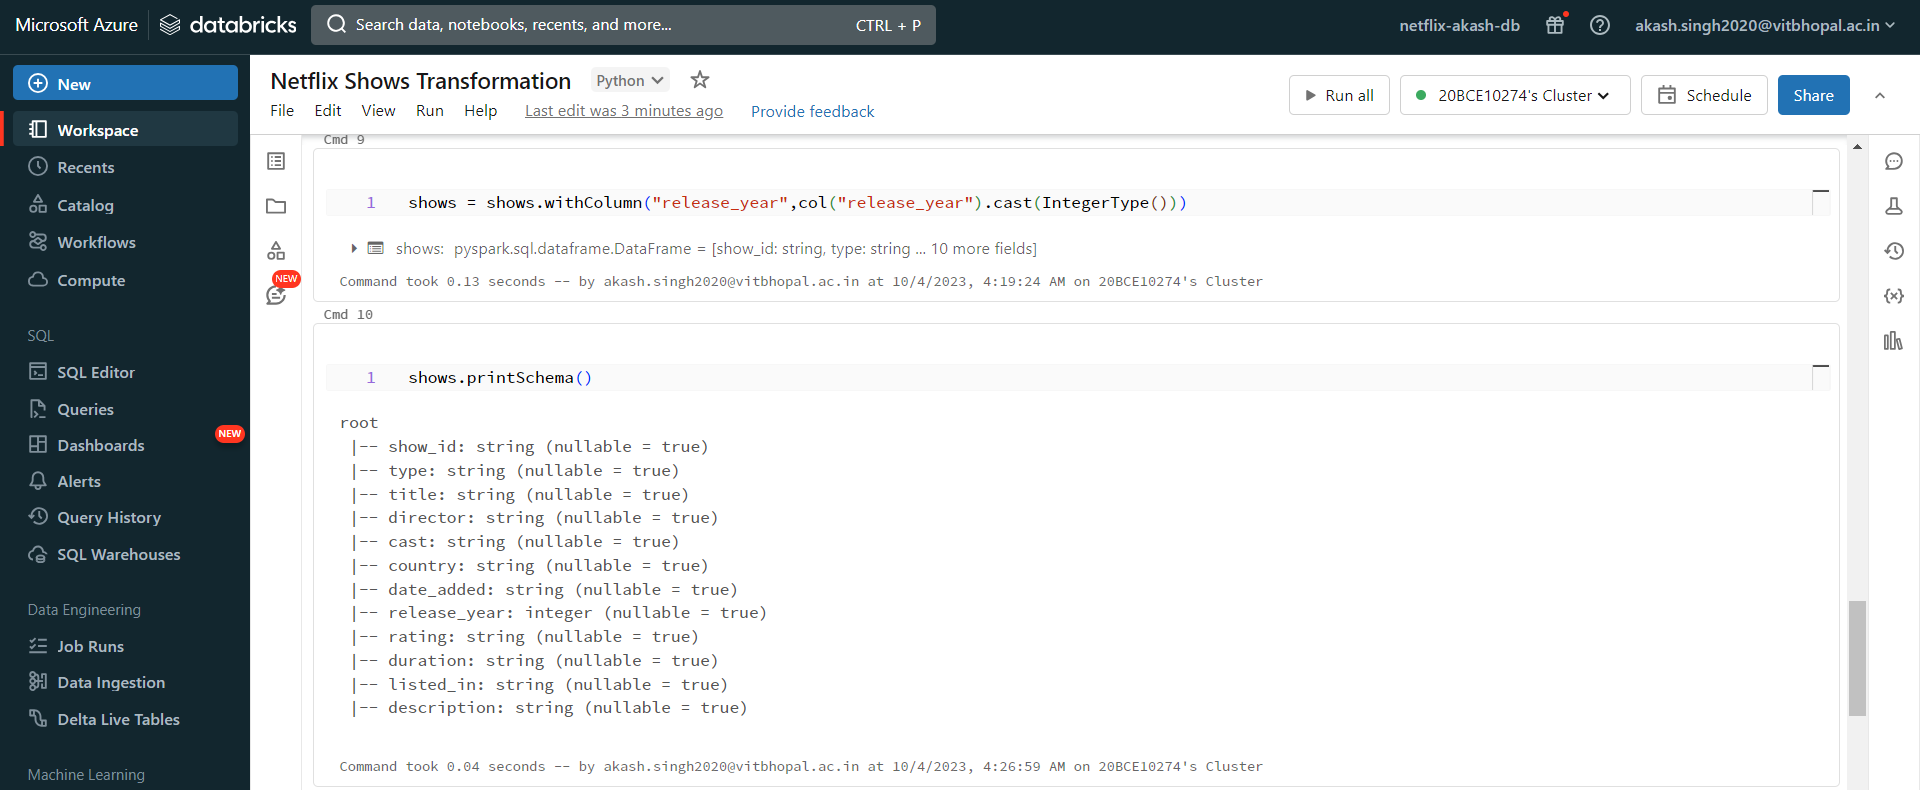 Microsoft Azure databricks Search data, notebooks, recents, and more... CTRL + P netflix-akash-db akash.singh2020@vitbhopal.ac.in
New
Workspace
Recents
Catalog
Workflows
Compute
SQL
SQL Editor
Queries
Dashboards NEW
Alerts
Query History
SQL Warehouses
Data Engineering
Job Runs
Data Ingestion
Delta Live Tables
Machine Learning
Netflix Shows Transformation Python
File Edit View Run Help Last edit was 3 minutes ago Provide feedback
Run all 20BCE10274's Cluster Schedule Share
NEW
Cmd 9
1 shows = shows.withColumn("release_year",col("release_year").cast(IntegerType()))
shows: pyspark.sql.dataframe.DataFrame = [show_id: string, type: string ... 10 more fields]
Command took 0.13 seconds -- by akash.singh2020@vitbhopal.ac.in at 10/4/2023, 4:19:24 AM on 20BCE10274's Cluster
Cmd 10
1 shows.printSchema()
root
|-- show_id: string (nullable = true)
|-- type: string (nullable = true)
|-- title: string (nullable = true)
|-- director: string (nullable = true)
|-- cast: string (nullable = true)
|-- country: string (nullable = true)
|-- date_added: string (nullable = true)
|-- release_year: integer (nullable = true)
|-- rating: string (nullable = true)
|-- duration: string (nullable = true)
|-- listed_in: string (nullable = true)
|-- description: string (nullable = true)
Command took 0.04 seconds -- by akash.singh2020@vitbhopal.ac.in at 10/4/2023, 4:26:59 AM on 20BCE10274's Cluster